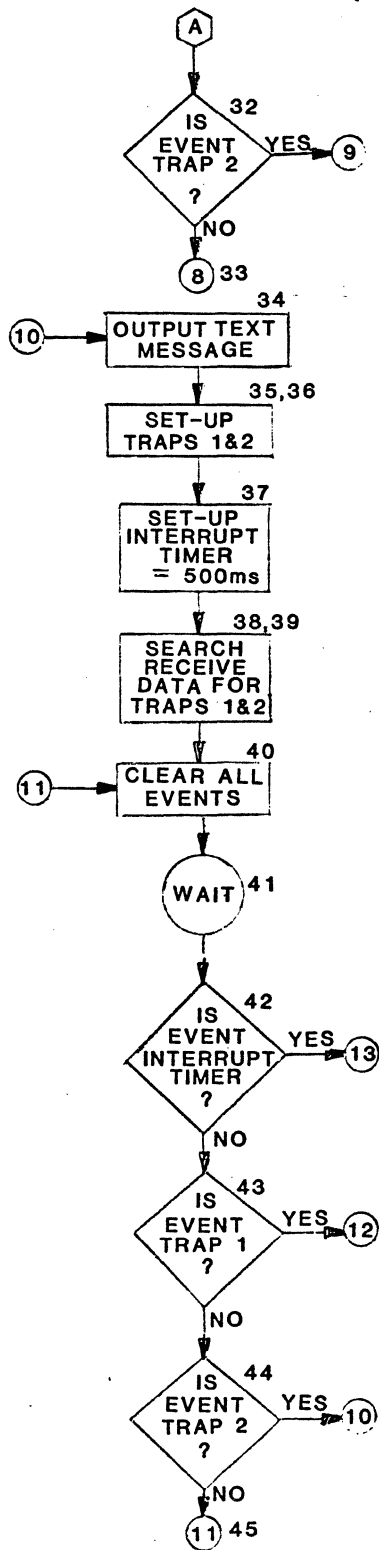 A
32
IS
EVENT
TRAP 2
?
YES
9
NO
8
33
34
10
OUTPUT TEXT
MESSAGE
35,36
SET-UP
TRAPS 1&2
37
SET-UP
INTERRUPT
TIMER
= 500ms
38,39
SEARCH
RECEIVE
DATA FOR
TRAPS 1&2
40
11
CLEAR ALL
EVENTS
WAIT
41
42
IS
EVENT
INTERRUPT
TIMER
?
YES
13
NO
43
IS
EVENT
TRAP 1
?
YES
12
NO
44
IS
EVENT
TRAP 2
?
YES
10
NO
11
45